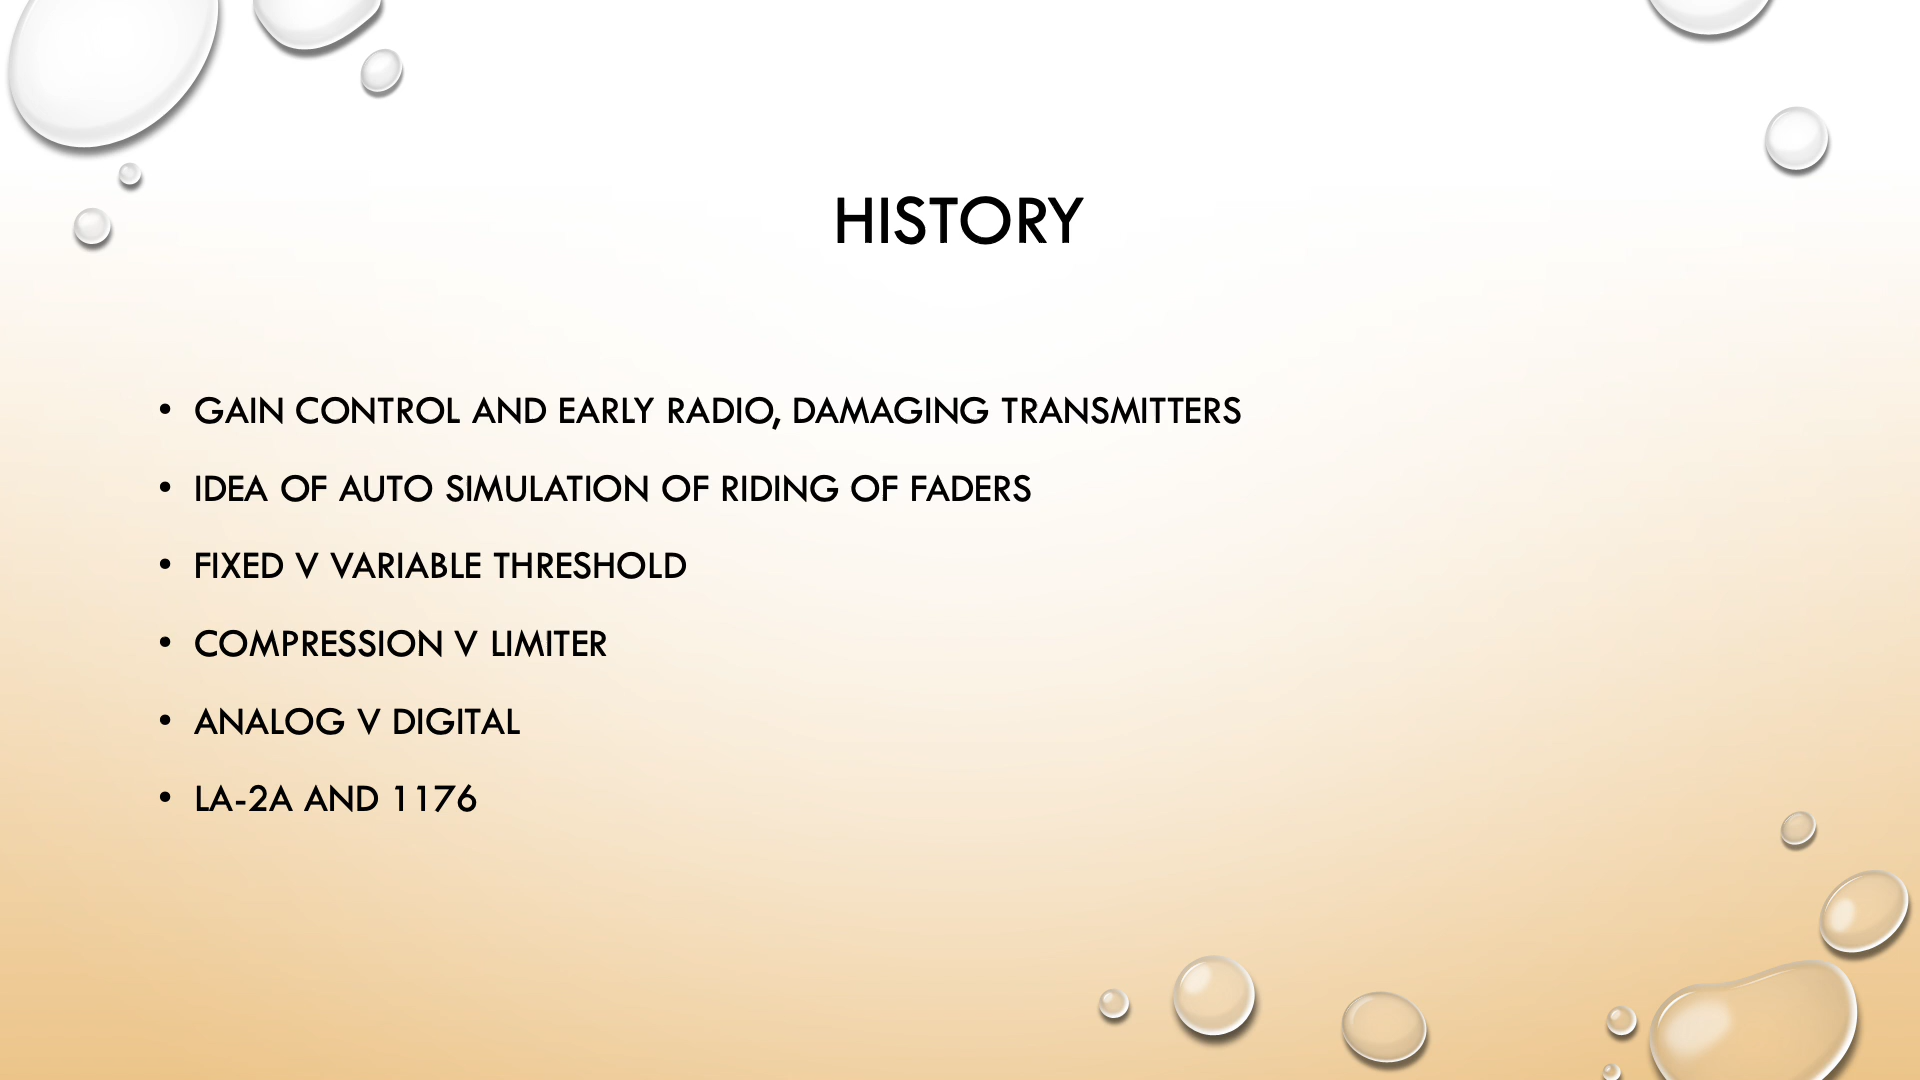 HISTORY
• GAIN CONTROL AND EARLY RADIO, DAMAGING TRANSMITTERS
• IDEA OF AUTO SIMULATION OF RIDING OF FADERS
• FIXED V VARIABLE THRESHOLD
• COMPRESSION V LIMITER
• ANALOG V DIGITAL
• LA-2A AND 1176